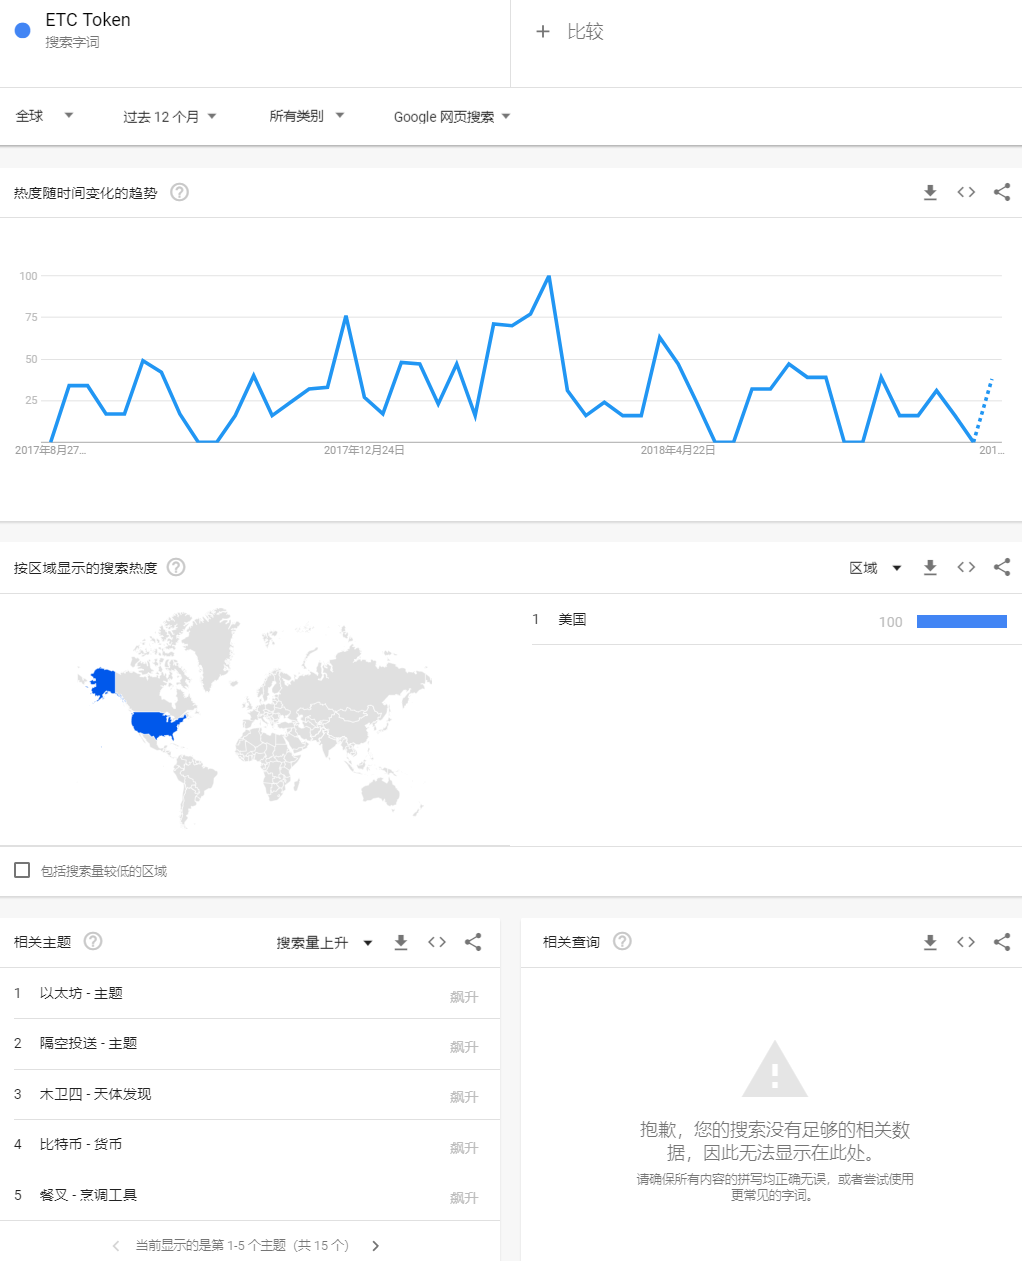 ETC Token
搜索字词
+ 比较
全球
过去 12 个月
所有类别
Google 网页搜索
热度随时间变化的趋势
100
75
50
25
2017年8月27…
2017年12月24日
2018年4月22日
201…
按区域显示的搜索热度
区域
1 美国 100
包括搜索量较低的区域
相关主题
搜索量上升
1 以太坊 - 主题 飙升
2 隔空投送 - 主题 飙升
3 木卫四 - 天体发现 飙升
4 比特币 - 货币 飙升
5 餐叉 - 烹调工具 飙升
当前显示的是第 1-5 个主题（共 15 个）
相关查询
抱歉，您的搜索没有足够的相关数
据，因此无法显示在此处。
请确保所有内容的拼写均正确无误，或者尝试使用
更常见的字词。